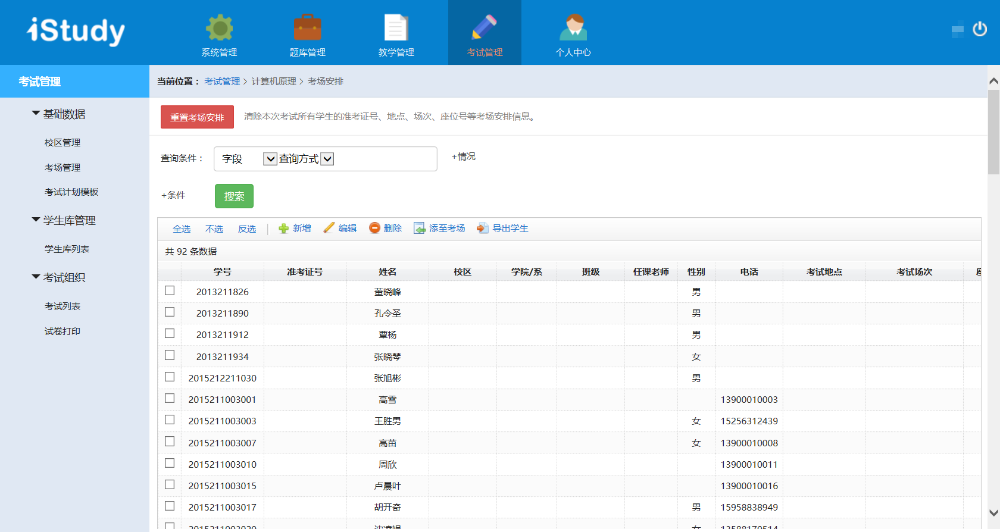 iStudy
系统管理
题库管理
教学管理
考试管理
个人中心
考试管理
基础数据
校区管理
考场管理
考试计划模板
学生库管理
学生库列表
考试组织
考试列表
试卷打印
当前位置： 考试管理 > 计算机原理 > 考场安排
重置考场安排 清除本次考试所有学生的准考证号、地点、场次、座位号等考场安排信息。
查询条件： 字段 查询方式 +情况
+条件 搜索
全选 不选 反选 新增 编辑 删除 添至考场 导出学生
共 92 条数据
学号 准考证号 姓名 校区 学院/系 班级 任课老师 性别 电话 考试地点 考试场次
2013211826 董晓峰 男
2013211890 孔令圣 男
2013211912 覃杨 男
2013211934 张晓琴 女
2015212211030 张旭彬 男
2015211003001 高雪 13900010003
2015211003003 王胜男 女 15256312439
2015211003007 高苗 女 13900010008
2015211003010 周欣 13900010011
2015211003015 卢晨叶 13900010016
2015211003017 胡开奇 男 15958838949